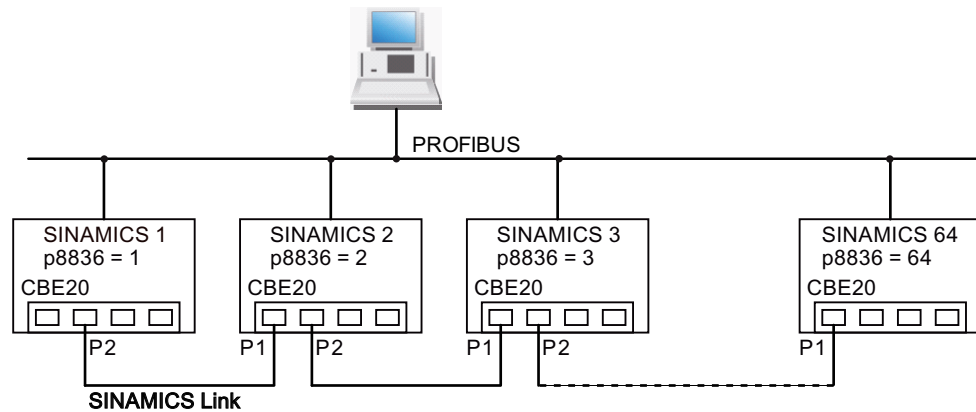 PROFIBUS
SINAMICS 1
p8836 = 1
CBE20
P2
SINAMICS 2
p8836 = 2
CBE20
P1
P2
SINAMICS 3
p8836 = 3
CBE20
P1
P2
SINAMICS 64
p8836 = 64
CBE20
P1
SINAMICS Link